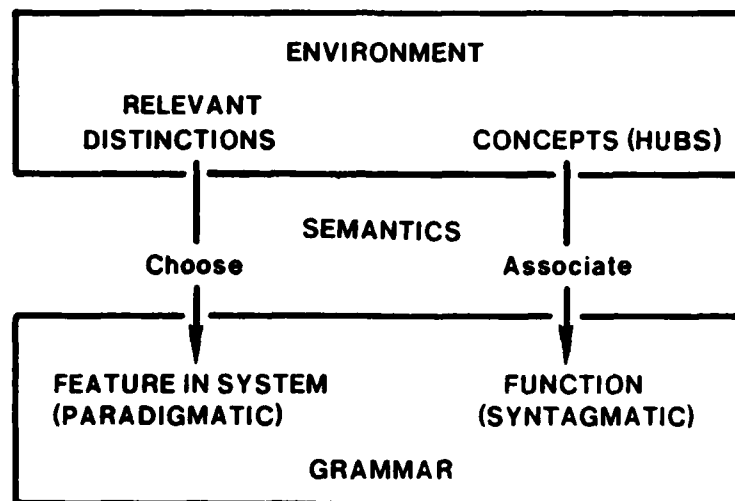 ENVIRONMENT
RELEVANT
DISTINCTIONS
CONCEPTS (HUBS)
SEMANTICS
Choose
Associate
FEATURE IN SYSTEM
(PARADIGMATIC)
FUNCTION
(SYNTAGMATIC)
GRAMMAR